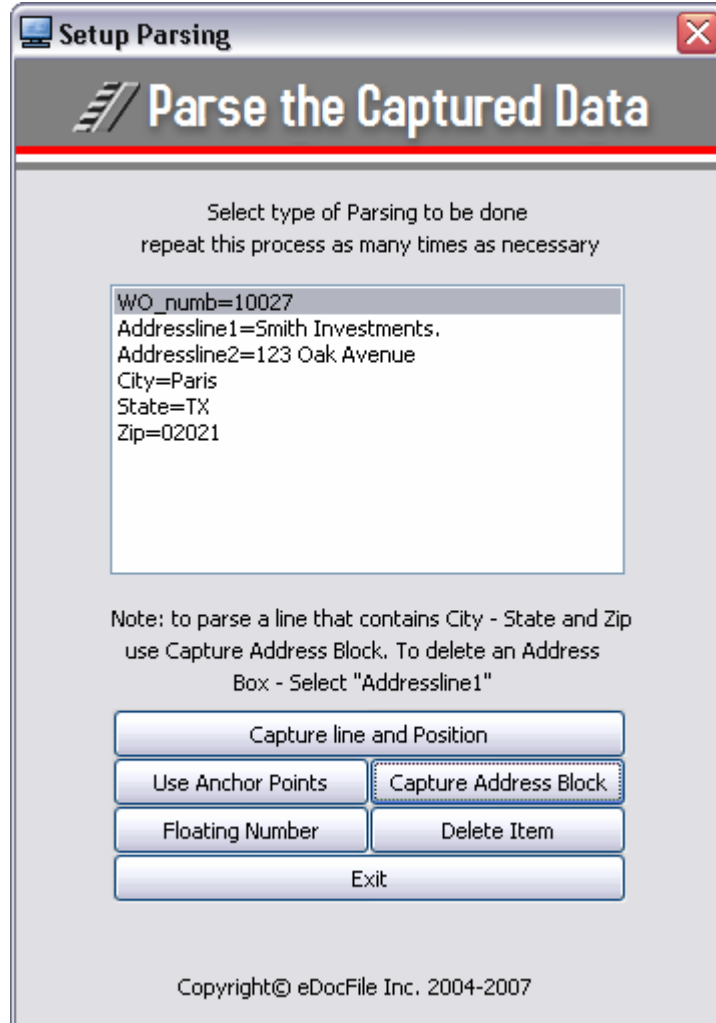 Setup Parsing
Parse the Captured Data
Select type of Parsing to be done
repeat this process as many times as necessary
WO_numb=10027
Addressline1=Smith Investments.
Addressline2=123 Oak Avenue
City=Paris
State=TX
Zip=02021
Note: to parse a line that contains City - State and Zip
use Capture Address Block. To delete an Address
Box - Select "Addressline1"
Capture line and Position
Use Anchor Points Capture Address Block
Floating Number Delete Item
Exit
Copyright© eDocFile Inc. 2004-2007